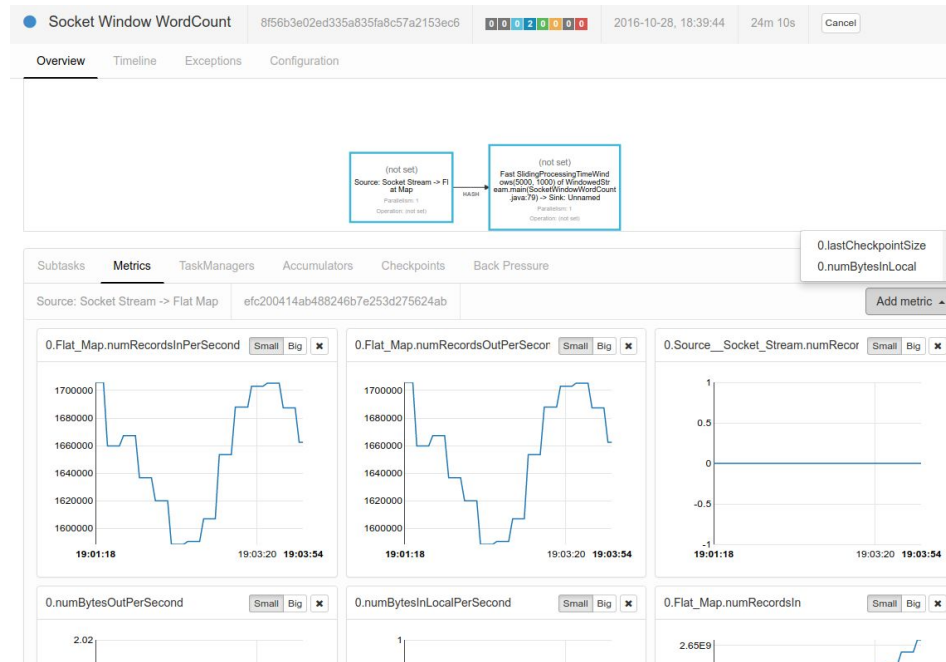 Socket Window WordCount
8f56b3e02ed335a835fa8c57a2153ec6
0 0 0 2 0 0 0 0
2016-10-28, 18:39:44
24m 10s
Cancel
Overview
Timeline
Exceptions
Configuration
(not set)
Source: Socket Stream -> Fl
at Map
Parallelism: 1
Operation: (not set)
HASH
(not set)
Fast SlidingProcessingTimeWind
ows(5000, 1000) of WindowedStr
eam.main(SocketWindowWordCount
.java:79) -> Sink: Unnamed
Parallelism: 1
Operation: (not set)
0.lastCheckpointSize
0.numBytesInLocal
Subtasks
Metrics
TaskManagers
Accumulators
Checkpoints
Back Pressure
Source: Socket Stream -> Flat Map
efc200414ab488246b7e253d275624ab
Add metric
0.Flat_Map.numRecordsInPerSecond
Small Big ✖
1700000
1680000
1660000
1640000
1620000
1600000
19:01:18
19:03:20
19:03:54
0.Flat_Map.numRecordsOutPerSecon
Small Big ✖
1700000
1680000
1660000
1640000
1620000
1600000
19:01:18
19:03:20
19:03:54
0.Source__Socket_Stream.numRecor
Small Big ✖
1
0.5
0
-0.5
-1
19:01:18
19:03:20
19:03:54
0.numBytesOutPerSecond
Small Big ✖
2.02
0.numBytesInLocalPerSecond
Small Big ✖
1
0.Flat_Map.numRecordsIn
Small Big ✖
2.65E9